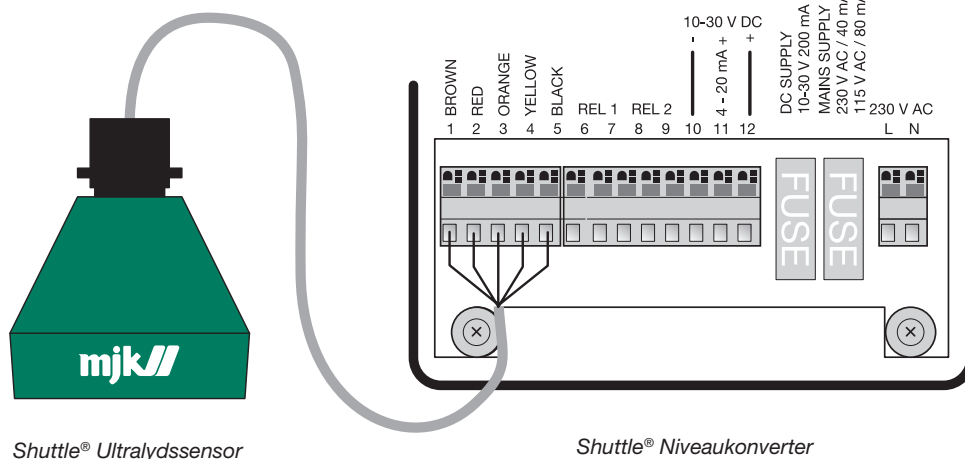 10-30 V DC
- +
4 - 20 mA +
BROWN
RED
ORANGE
YELLOW
BLACK
REL 1 REL 2
DC SUPPLY
10-30 V 200 mA
MAINS SUPPLY
230 V AC / 40 mA
115 V AC / 80 mA
230 V AC
1 2 3 4 5 6 7 8 9 10 11 12 L N
FUSE
FUSE
mjk
Shuttle® Ultralydssensor
Shuttle® Niveaukonverter